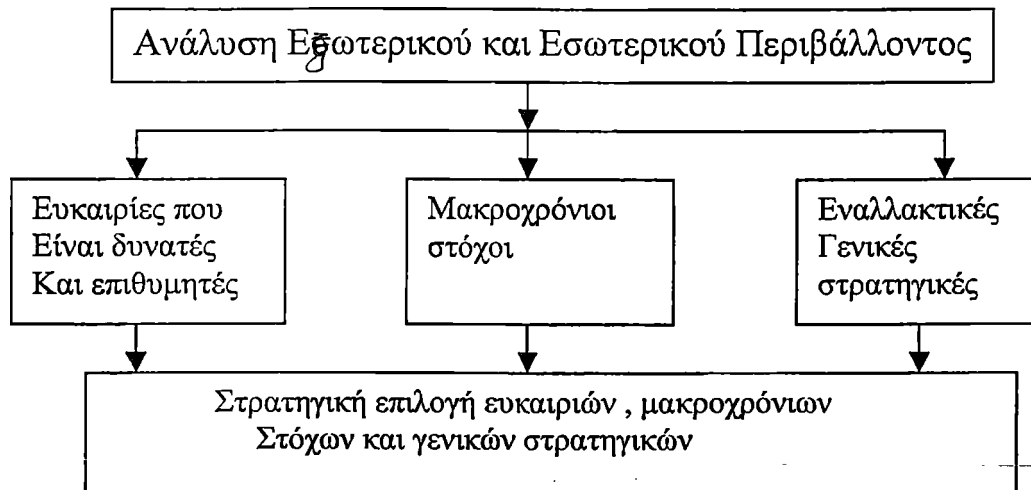 Ανάλυση Εξωτερικού και Εσωτερικού Περιβάλλοντος
Ευκαιρίες που
Είναι δυνατές
Και επιθυμητές
Μακροχρόνιοι
στόχοι
Εναλλακτικές
Γενικές
στρατηγικές
Στρατηγική επιλογή ευκαιριών , μακροχρόνιων
Στόχων και γενικών στρατηγικών